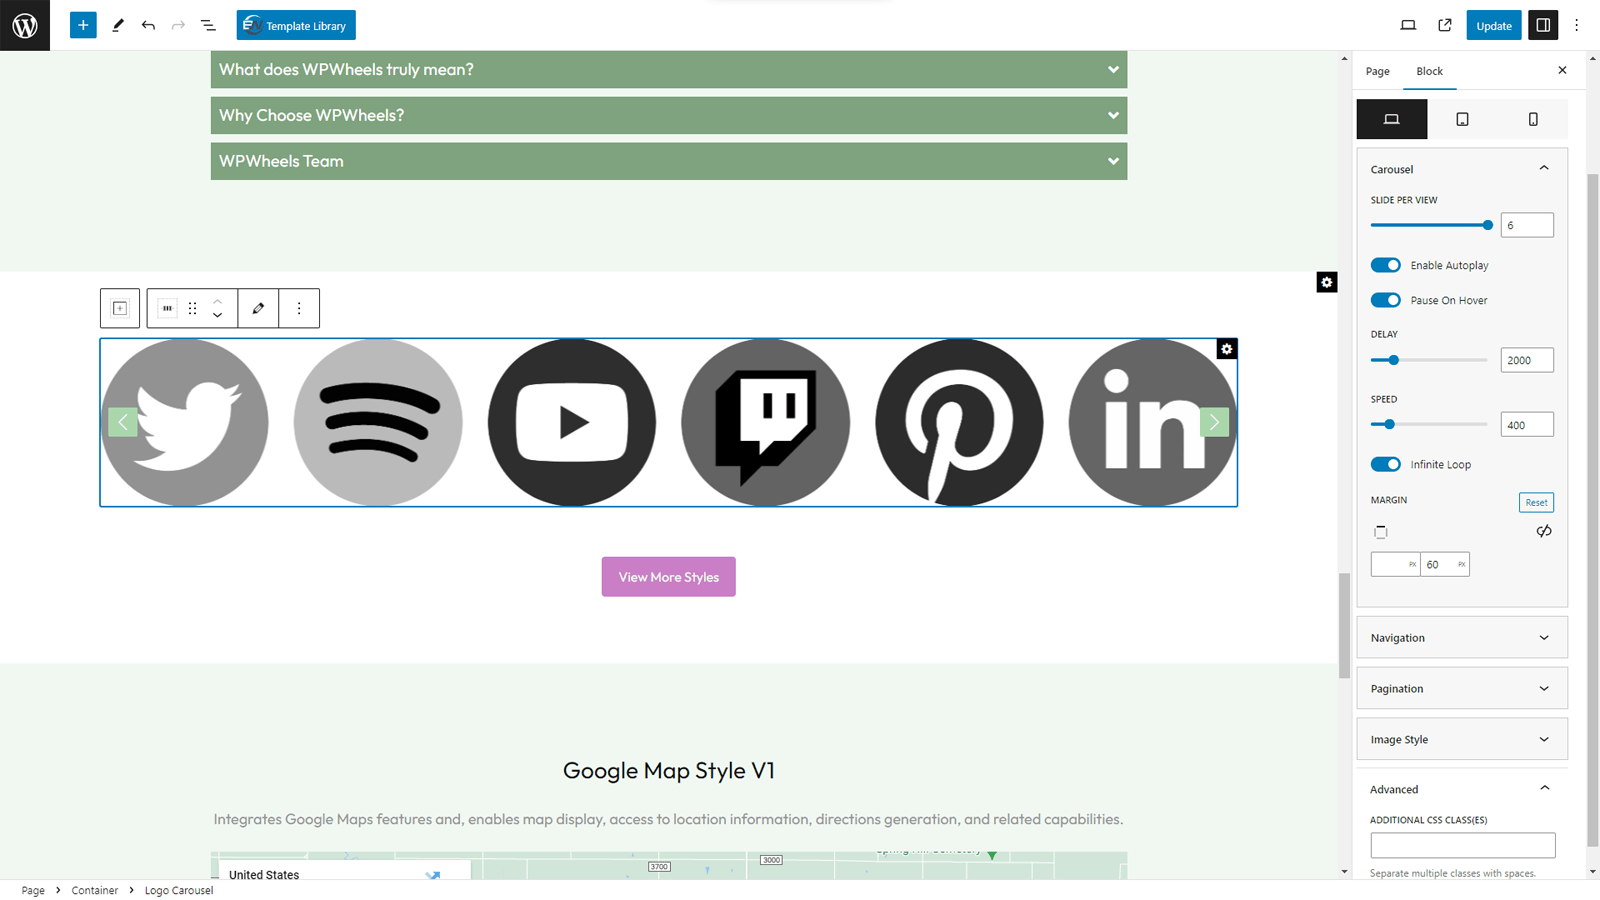 Template Library
Update
What does WPWheels truly mean?
Why Choose WPWheels?
WPWheels Team
in
View More Styles
Google Map Style V1
Integrates Google Maps features and, enables map display, access to location information, directions generation, and related capabilities.
3700
3000
United States
Page
Block
Carousel
SLIDE PER VIEW
6
Enable Autoplay
Pause On Hover
DELAY
2000
SPEED
400
Infinite Loop
MARGIN
Reset
PX
60 PX
Navigation
Pagination
Image Style
Advanced
ADDITIONAL CSS CLASS(ES)
Separate multiple classes with spaces.
Page > Container > Logo Carousel